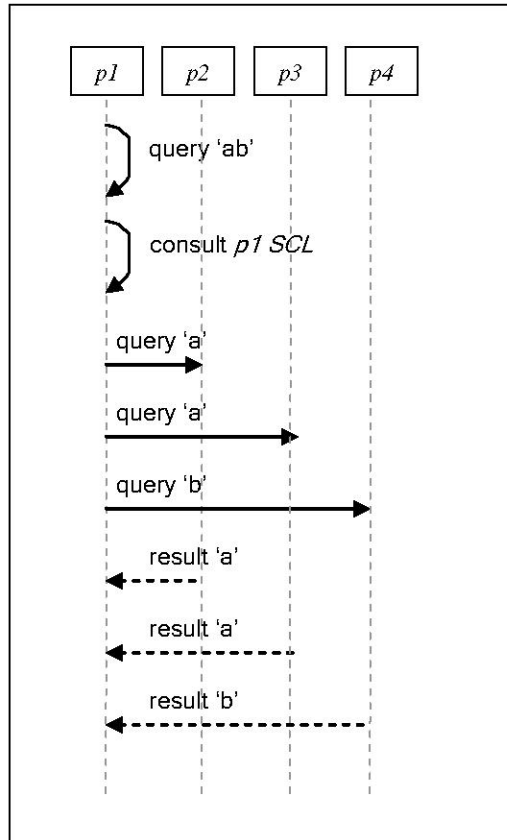 p1 p2 p3 p4
query ‘ab’
consult p1 SCL
query ‘a’
query ‘a’
query ‘b’
result ‘a’
result ‘a’
result ‘b’